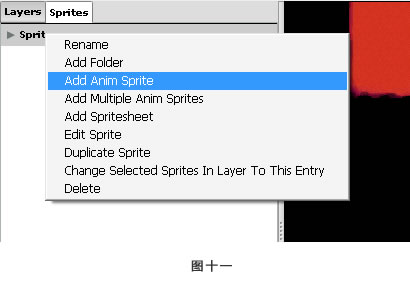 Layers Sprites
Sprit
Rename
Add Folder
Add Anim Sprite
Add Multiple Anim Sprites
Add Spritesheet
Edit Sprite
Duplicate Sprite
Change Selected Sprites In Layer To This Entry
Delete
图十一